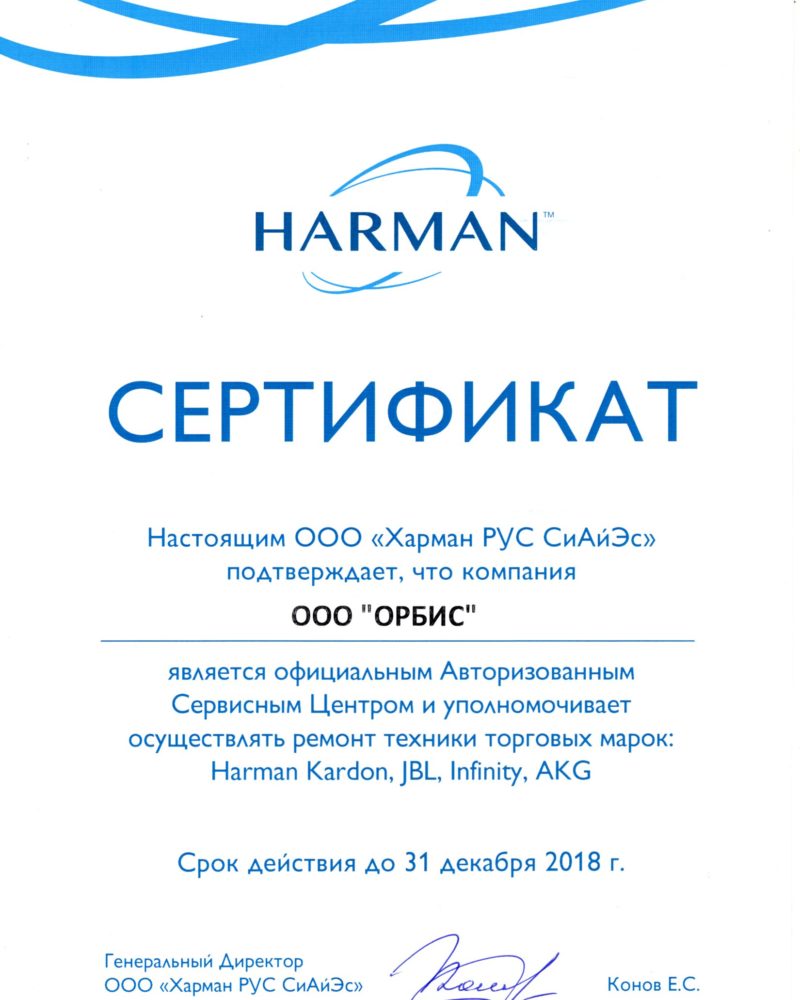 HARMAN™
СЕРТИФИКАТ
Настоящим ООО «Харман РУС СиАйЭс»
подтверждает, что компания
ООО "ОРБИС"
является официальным Авторизованным
Сервисным Центром и уполномочивает
осуществлять ремонт техники торговых марок:
Harman Kardon, JBL, Infinity, AKG
Срок действия до 31 декабря 2018 г.
Генеральный Директор
ООО «Харман РУС СиАйЭс»
Конов Е.С.